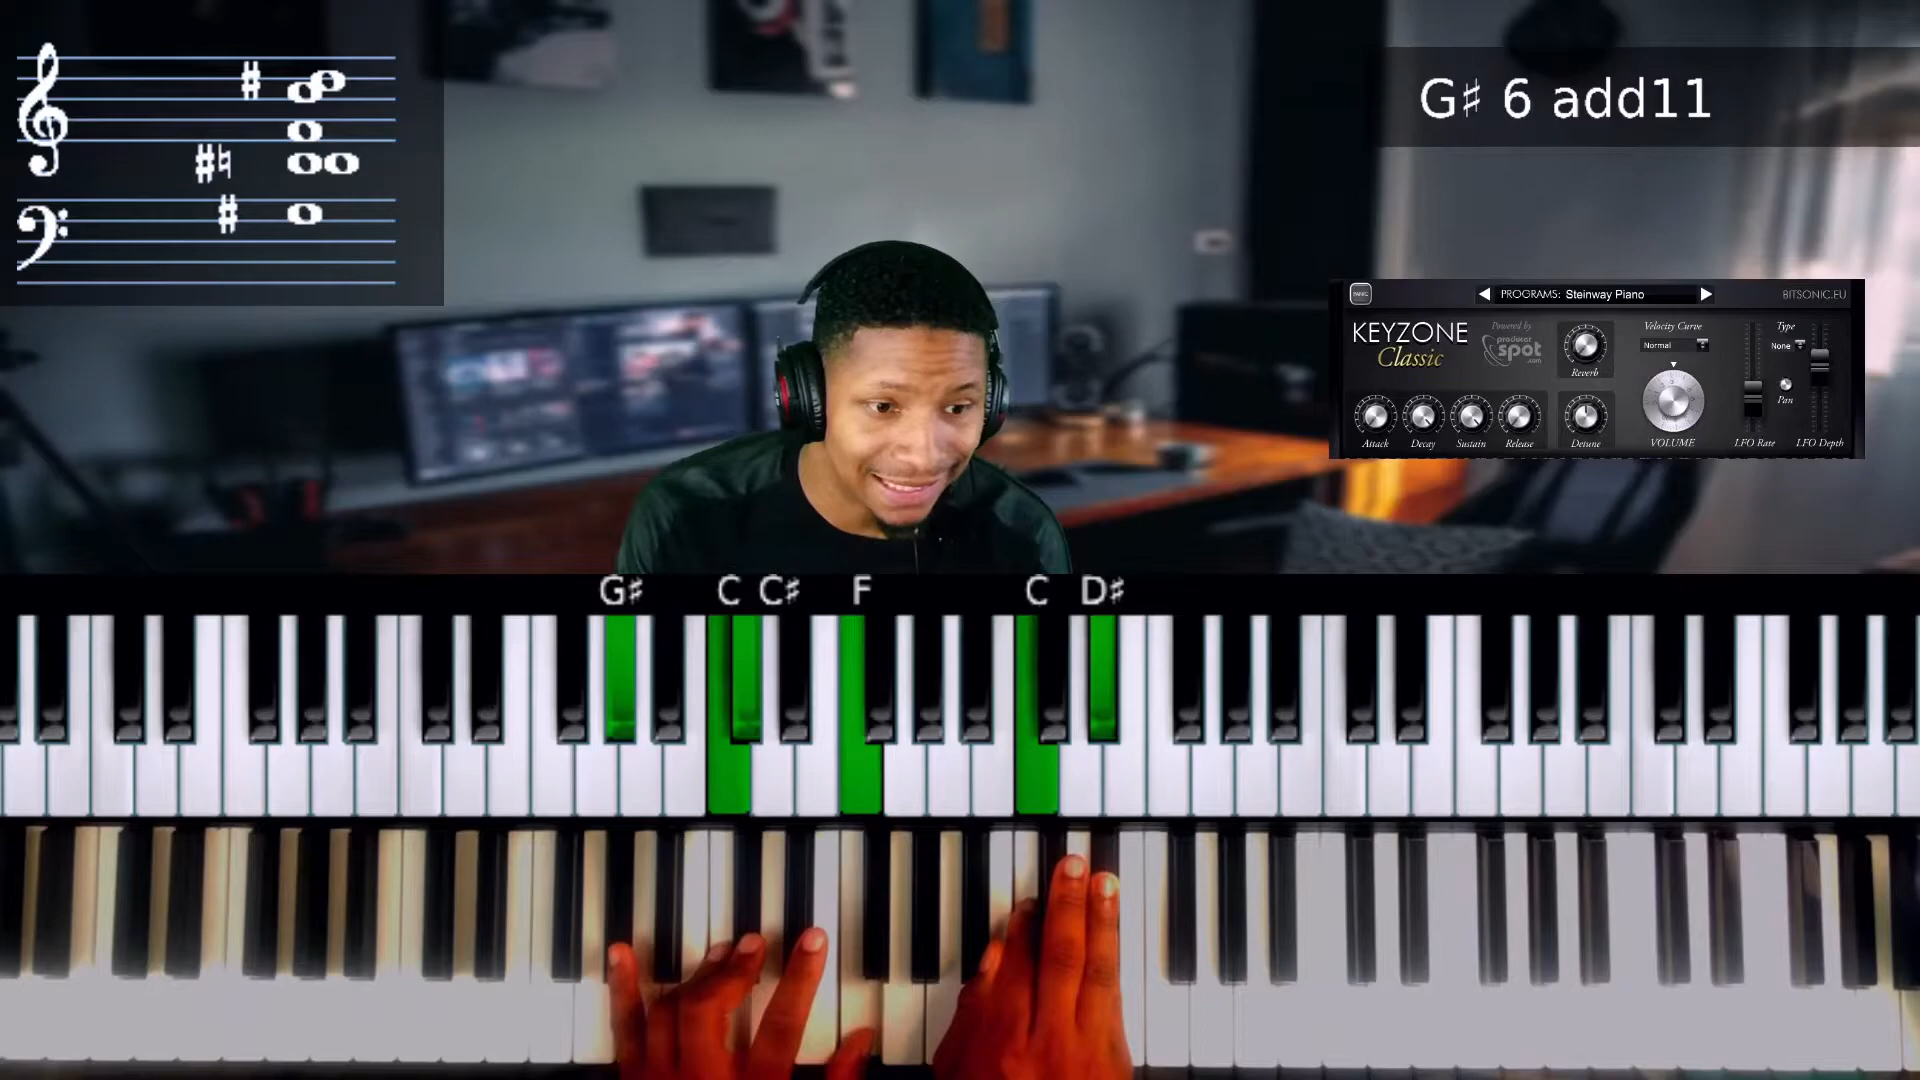 G♯ 6 add11
PROGRAMS: Steinway Piano
BITSONIC.EU
KEYZONE
Classic
Powered by
producer
spot
.com
Reverb
Velocity Curve
Normal
Type
None
Pan
Attack
Decay
Sustain
Release
Detune
VOLUME
LFO Rate
LFO Depth
G♯ C C♯ F C D♯